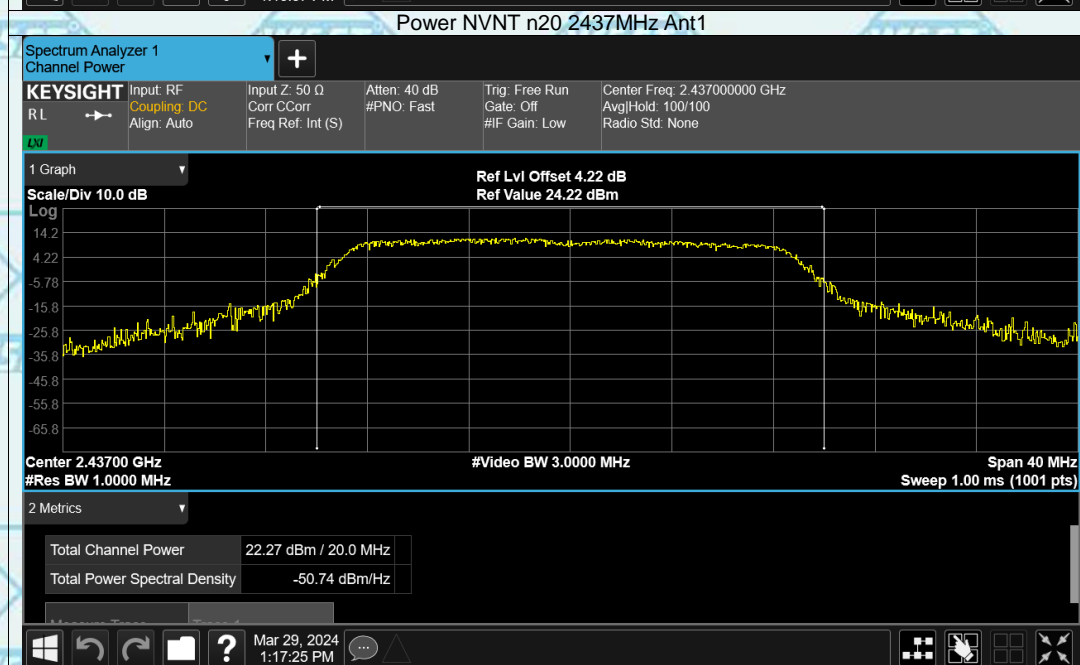 Power NVNT n20 2437MHz Ant1
Spectrum Analyzer 1
Channel Power
KEYSIGHT
RL
LXI
Input: RF
Coupling: DC
Align: Auto
Input Z: 50 Ω
Corr CCorr
Freq Ref: Int (S)
Atten: 40 dB
#PNO: Fast
Trig: Free Run
Gate: Off
#IF Gain: Low
Center Freq: 2.437000000 GHz
Avg|Hold: 100/100
Radio Std: None
1 Graph
Scale/Div 10.0 dB
Ref Lvl Offset 4.22 dB
Ref Value 24.22 dBm
Log
14.2
4.22
-5.78
-15.8
-25.8
-35.8
-45.8
-55.8
-65.8
Center 2.43700 GHz
#Video BW 3.0000 MHz
Span 40 MHz
#Res BW 1.0000 MHz
Sweep 1.00 ms (1001 pts)
2 Metrics
Total Channel Power 22.27 dBm / 20.0 MHz
Total Power Spectral Density -50.74 dBm/Hz
?
Mar 29, 2024
1:17:25 PM